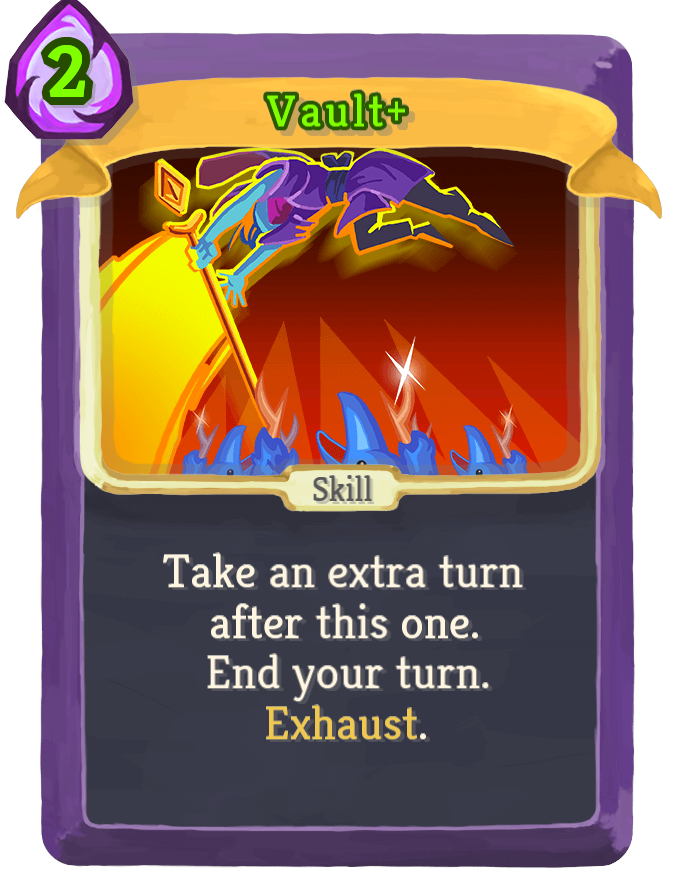 2
Vault+
Skill
Take an extra turn
after this one.
End your turn.
Exhaust.